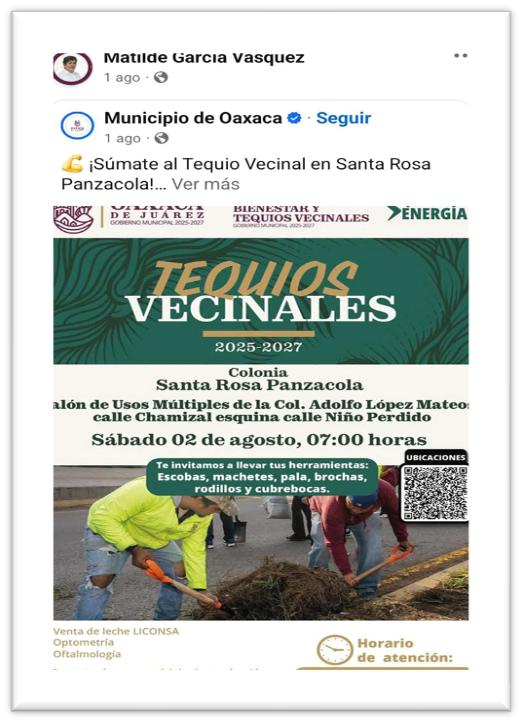 Matilde García Vásquez
1 ago ·
Municipio de Oaxaca · Seguir
1 ago ·
💪 ¡Súmate al Tequio Vecinal en Santa Rosa
Panzacola!... Ver más
OAXACA
DE JUÁREZ
GOBIERNO MUNICIPAL 2025-2027
BIENESTAR Y
TEQUIOS VECINALES
GOBIERNO MUNICIPAL 2025-2027
ENERGÍA
TEQUIOS
VECINALES
2025-2027
Colonia
Santa Rosa Panzacola
alón de Usos Múltiples de la Col. Adolfo López Mateo
calle Chamizal esquina calle Niño Perdido
Sábado 02 de agosto, 07:00 horas
UBICACIONES
Te invitamos a llevar tus herramientas:
Escobas, machetes, pala, brochas,
rodillos y cubrebocas.
Venta de leche LICONSA
Optometría
Oftalmología
Horario
de atención: